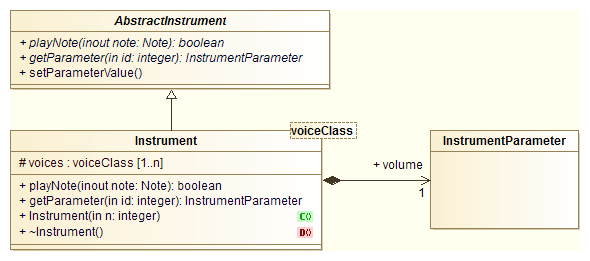 AbstractInstrument
+ playNote(inout note: Note): boolean
+ getParameter(in id: integer): InstrumentParameter
+ setParameterValue()
voiceClass
Instrument
# voices : voiceClass [1..n]
+ playNote(inout note: Note): boolean
+ getParameter(in id: integer): InstrumentParameter
+ Instrument(in n: integer) C()
+ ~Instrument() D()
+ volume
1
InstrumentParameter